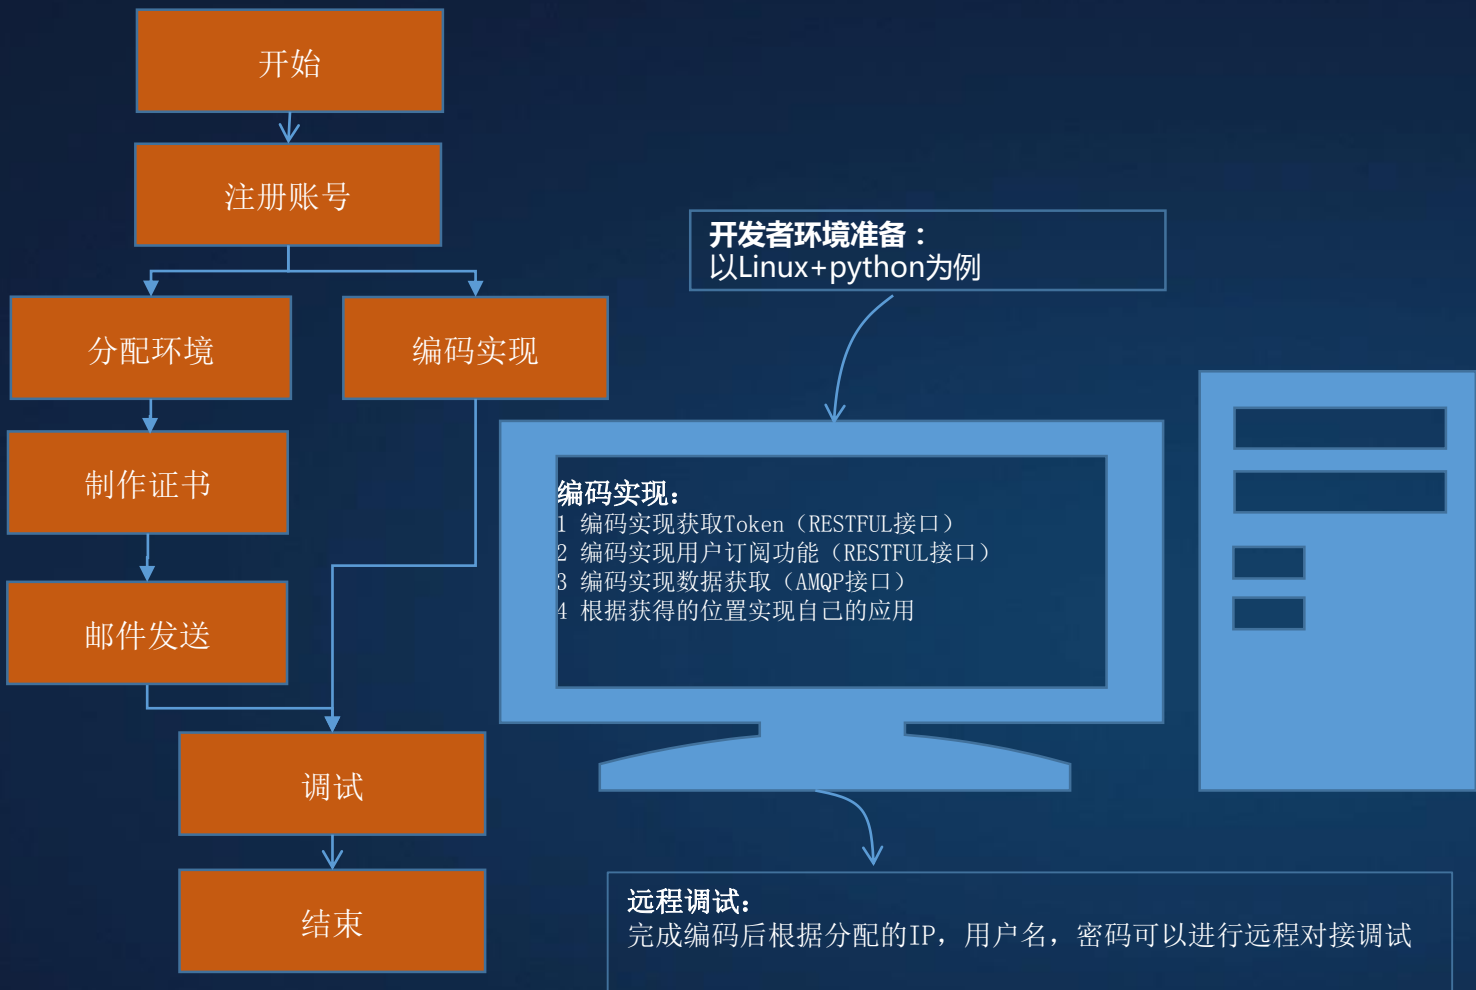 开始
注册账号
分配环境
编码实现
制作证书
邮件发送
调试
结束
开发者环境准备：
以Linux+python为例
编码实现：
1 编码实现获取Token（RESTFUL接口）
2 编码实现用户订阅功能（RESTFUL接口）
3 编码实现数据获取（AMQP接口）
4 根据获得的位置实现自己的应用
远程调试：
完成编码后根据分配的IP，用户名，密码可以进行远程对接调试